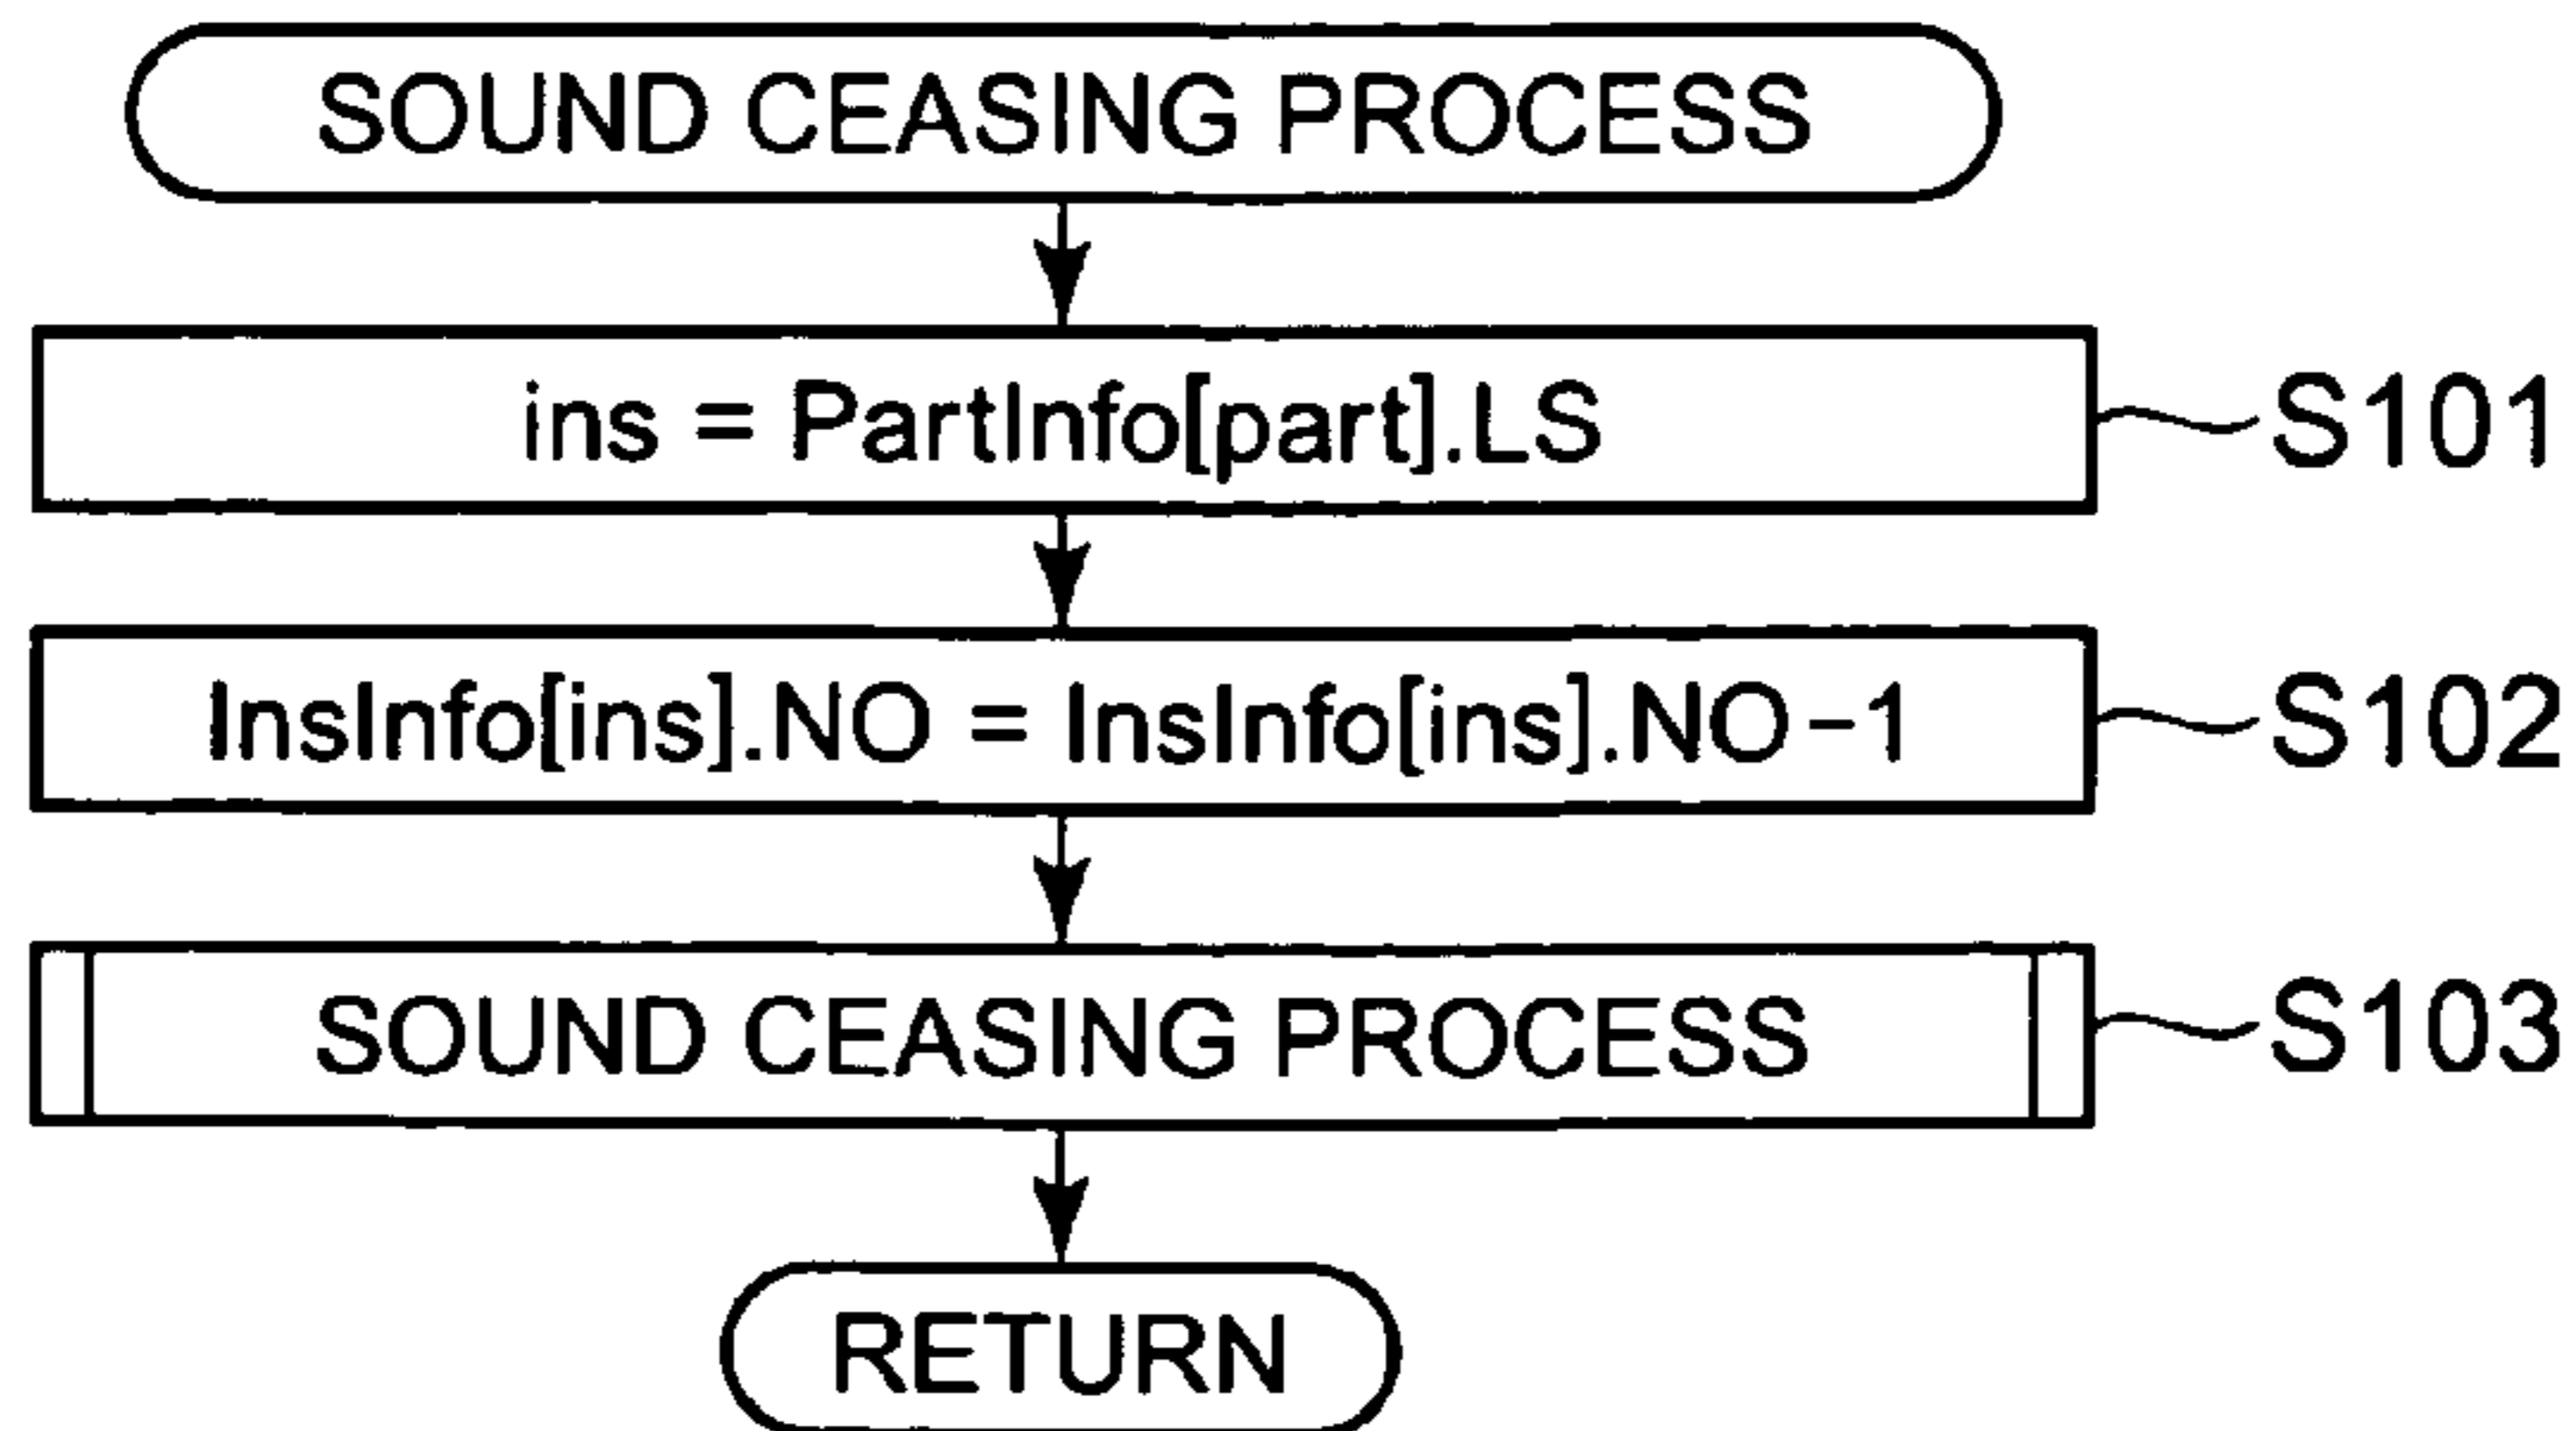 SOUND CEASING PROCESS
ins = PartInfo[part].LS
S101
InsInfo[ins].NO = InsInfo[ins].NO-1
S102
SOUND CEASING PROCESS
S103
RETURN